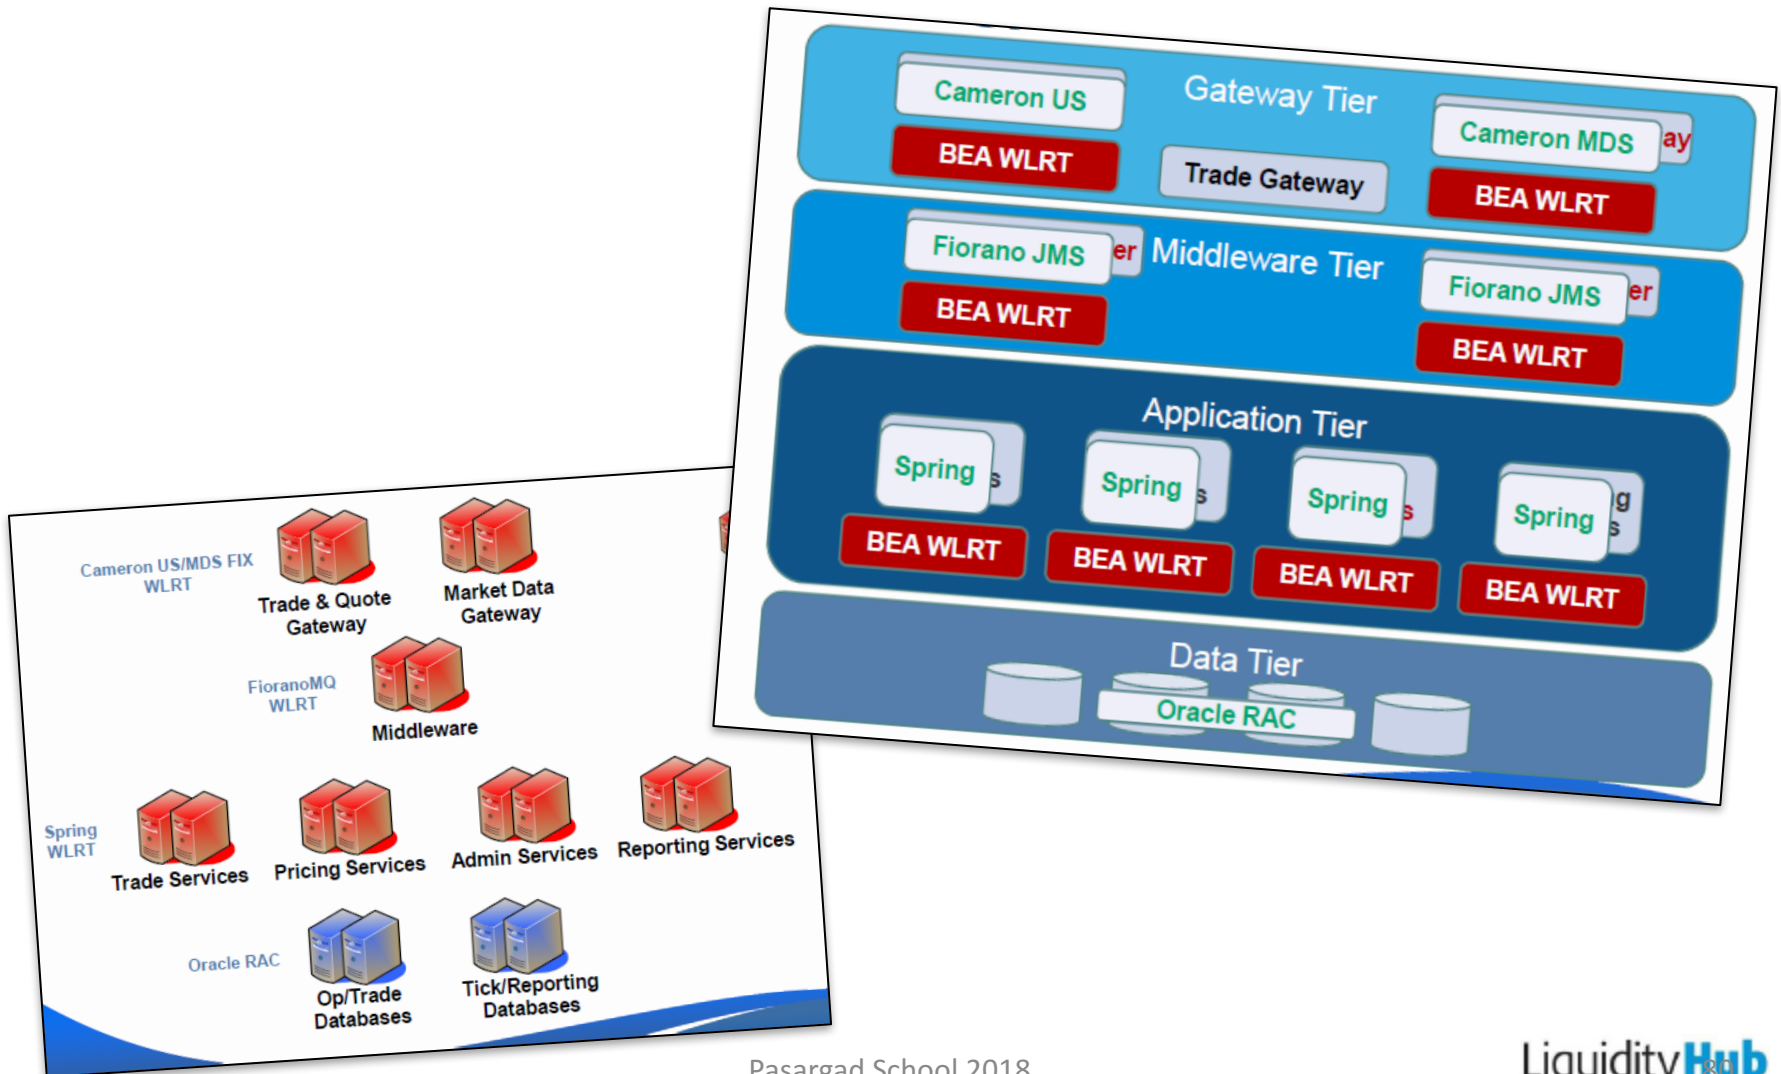 Cameron US
Gateway Tier
Cameron MDS
ay
BEA WLRT
Trade Gateway
BEA WLRT
Fiorano JMS
er
Middleware Tier
Fiorano JMS
er
BEA WLRT
BEA WLRT
Application Tier
Spring
s
Spring
s
Spring
s
Spring
g
s
BEA WLRT
BEA WLRT
BEA WLRT
BEA WLRT
Data Tier
Oracle RAC
Cameron US/MDS FIX
WLRT
Trade & Quote
Gateway
Market Data
Gateway
FioranoMQ
WLRT
Middleware
Spring
WLRT
Trade Services
Pricing Services
Admin Services
Reporting Services
Oracle RAC
Op/Trade
Databases
Tick/Reporting
Databases
Pasargad School 2018
Liquidity Hub